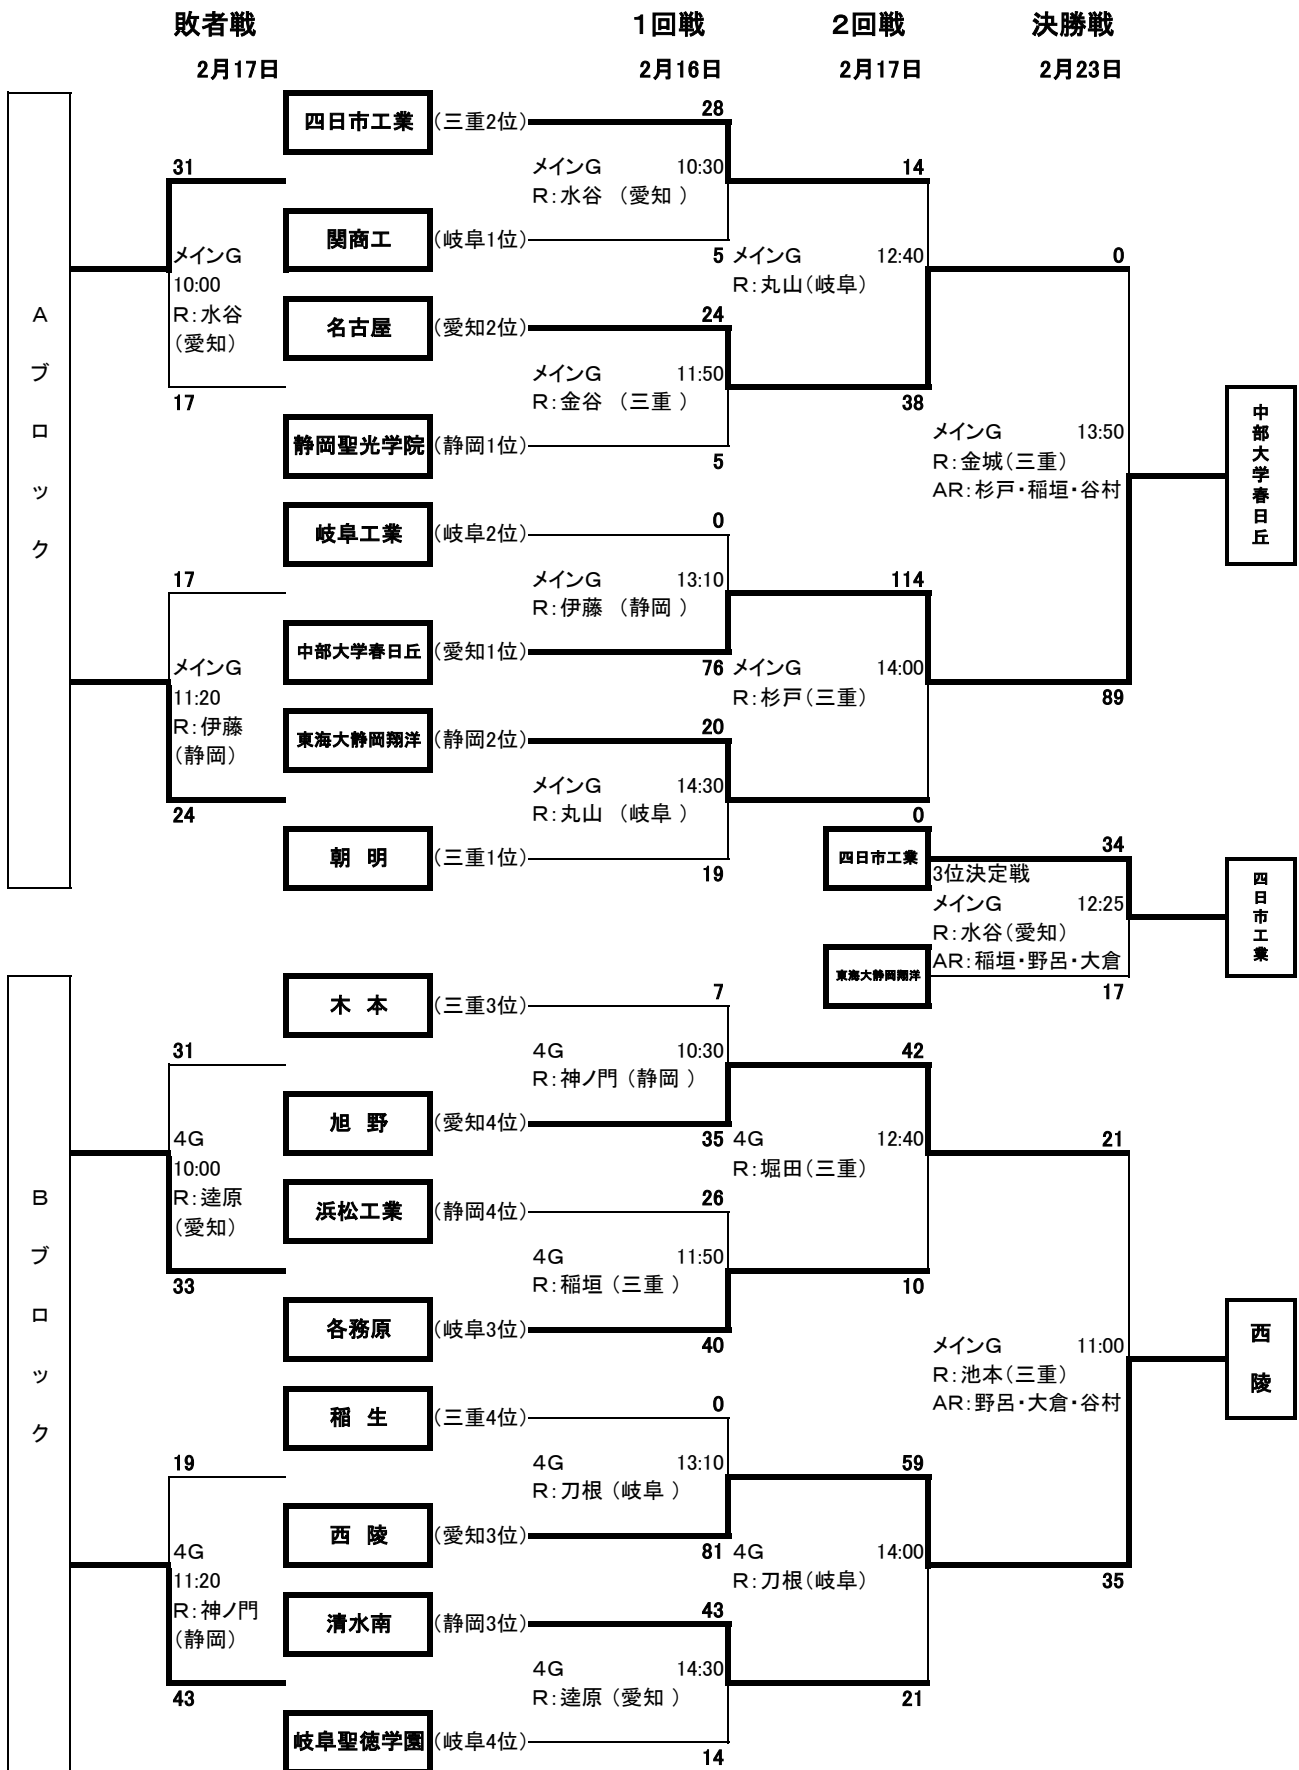 敗者戦
1回戦
2回戦
決勝戦
2月17日
2月16日
2月17日
2月23日
Aブロック
四日市工業
(三重2位)
28
31
メインG 10:30
R:水谷 (愛知 )
14
関商工
(岐阜1位)
5
メインG
10:00
R:水谷
(愛知)
メインG 12:40
R:丸山(岐阜)
0
名古屋
(愛知2位)
24
メインG 11:50
R:金谷 (三重 )
17
38
静岡聖光学院
(静岡1位)
5
メインG 13:50
R:金城(三重)
AR:杉戸・稲垣・谷村
中部大学春日丘
岐阜工業
(岐阜2位)
0
17
メインG 13:10
R:伊藤 (静岡 )
114
中部大学春日丘
(愛知1位)
76
メインG
11:20
R:伊藤
(静岡)
メインG 14:00
R:杉戸(三重)
89
東海大静岡翔洋
(静岡2位)
20
メインG 14:30
R:丸山 (岐阜 )
24
0
朝 明
(三重1位)
19
四日市工業
34
3位決定戦
メインG 12:25
R:水谷(愛知)
AR:稲垣・野呂・大倉
四日市工業
東海大静岡翔洋
17
Bブロック
木 本
(三重3位)
7
31
4G 10:30
R:神ノ門 (静岡 )
42
旭 野
(愛知4位)
35
4G
10:00
R:逵原
(愛知)
4G 12:40
R:堀田(三重)
21
浜松工業
(静岡4位)
26
4G 11:50
R:稲垣 (三重 )
33
10
各務原
(岐阜3位)
40
メインG 11:00
R:池本(三重)
AR:野呂・大倉・谷村
西 陵
稲 生
(三重4位)
0
19
4G 13:10
R:刀根 (岐阜 )
59
西 陵
(愛知3位)
81
4G
11:20
R:神ノ門
(静岡)
4G 14:00
R:刀根(岐阜)
35
清水南
(静岡3位)
43
4G 14:30
R:逵原 (愛知 )
43
21
岐阜聖徳学園
(岐阜4位)
14